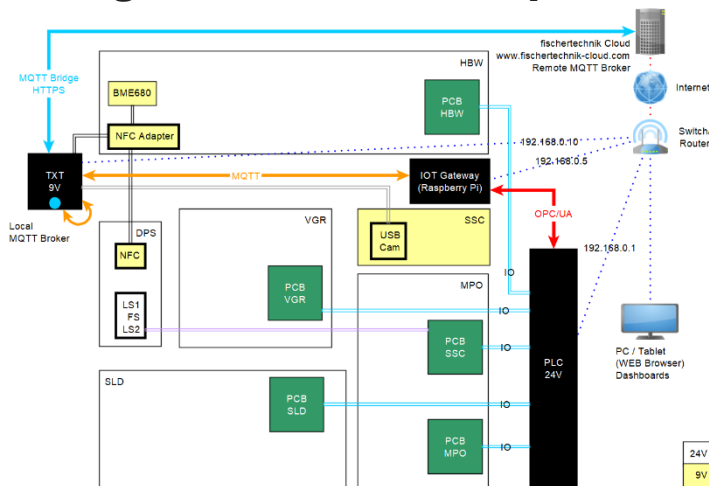 fischertechnik Cloud
www.fischertechnik-cloud.com
Remote MQTT Broker
HBW
MQTT Bridge
HTTPS
BME680
PCB
HBW
Internet
NFC Adapter
Switch/
Router
192.168.0.10
192.168.0.5
TXT
9V
MQTT
IOT Gateway
(Raspberry Pi)
OPC/UA
Local
MQTT Broker
DPS
VGR
SSC
USB
Cam
192.168.0.1
NFC
IO
MPO
PCB
VGR
LS1
FS
LS2
IO
PCB
SSC
IO
PLC
24V
PC / Tablet
(WEB Browser)
Dashboards
SLD
PCB
SLD
IO
PCB
MPO
IO
24V
9V